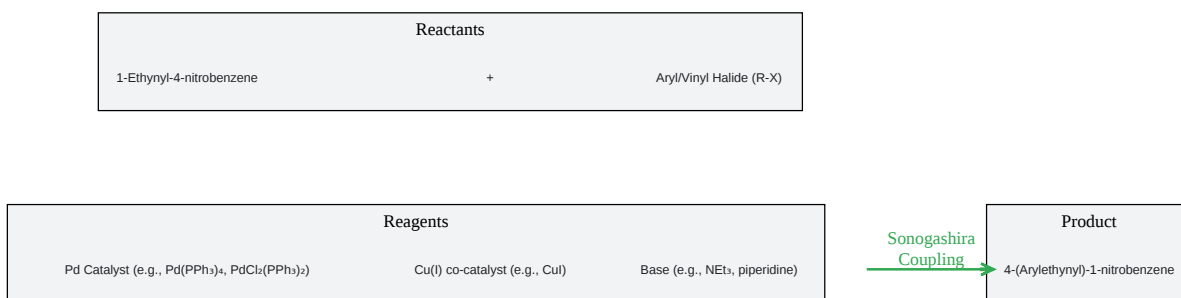 Reactants
1-Ethynyl-4-nitrobenzene + Aryl/Vinyl Halide (R-X)
Reagents
Pd Catalyst (e.g., Pd(PPh₃)₄, PdCl₂(PPh₃)₂) Cu(I) co-catalyst (e.g., CuI) Base (e.g., NEt₃, piperidine)
Sonogashira
Coupling
Product
4-(Arylethynyl)-1-nitrobenzene